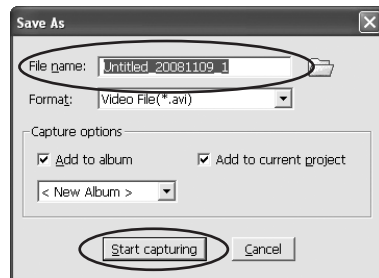 Save As
File name: Untitled_20081109_1
Format: Video File(*.avi)
Capture options
Add to album Add to current project
< New Album >
Start capturing Cancel